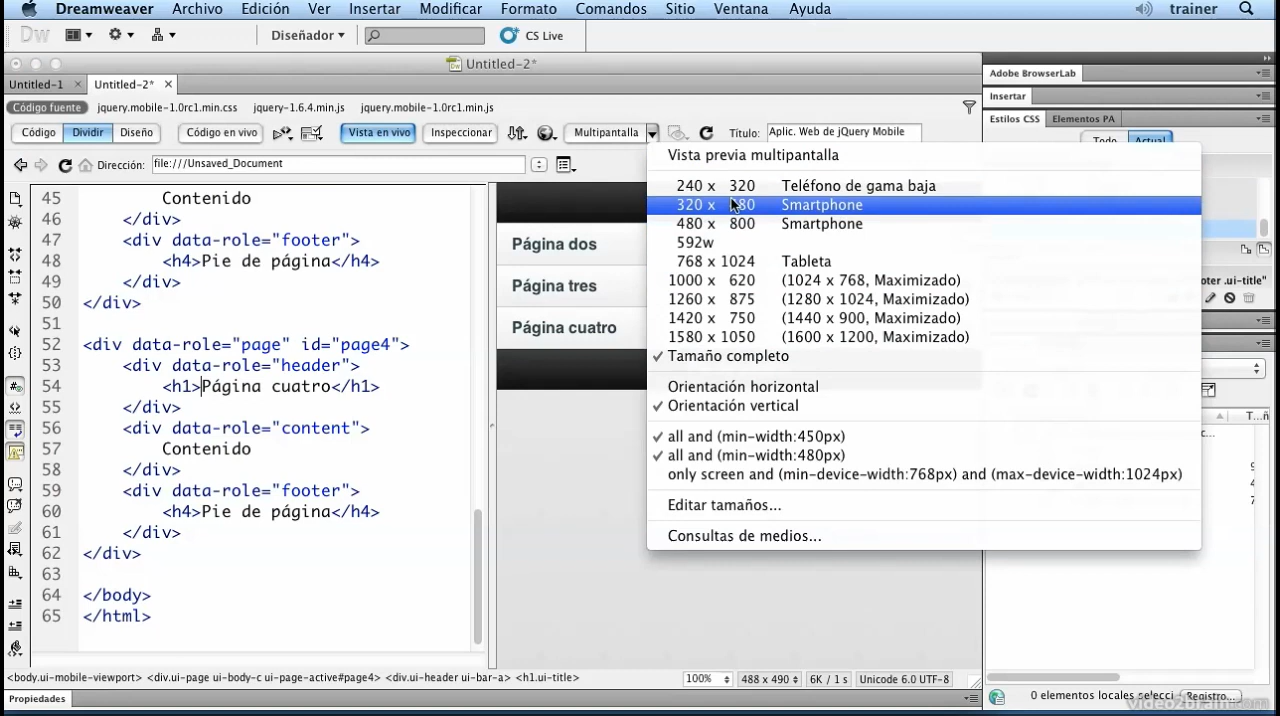 Dreamweaver Archivo Edición Ver Insertar Modificar Formato Comandos Sitio Ventana Ayuda trainer
Dw Diseñador CS Live
Untitled-2*
Untitled-1 Untitled-2*
Código fuente jquery.mobile-1.0rc1.min.css jquery-1.6.4.min.js jquery.mobile-1.0rc1.min.js
Código Dividir Diseño Código en vivo Vista en vivo Inspeccionar Multipantalla Título: Aplic. Web de jQuery Mobile
Dirección: file:///Unsaved_Document
45 Contenido
46 </div>
47 <div data-role="footer">
48 <h4>Pie de página</h4>
49 </div>
50 </div>
51
52 <div data-role="page" id="page4">
53 <div data-role="header">
54 <h1>Página cuatro</h1>
55 </div>
56 <div data-role="content">
57 Contenido
58 </div>
59 <div data-role="footer">
60 <h4>Pie de página</h4>
61 </div>
62 </div>
63
64 </body>
65 </html>
Página dos
Página tres
Página cuatro
Vista previa multipantalla
240 x 320 Teléfono de gama baja
320 x 80 Smartphone
480 x 800 Smartphone
592w
768 x 1024 Tableta
1000 x 620 (1024 x 768, Maximizado)
1260 x 875 (1280 x 1024, Maximizado)
1420 x 750 (1440 x 900, Maximizado)
1580 x 1050 (1600 x 1200, Maximizado)
✓ Tamaño completo
Orientación horizontal
✓ Orientación vertical
✓ all and (min-width:450px)
✓ all and (min-width:480px)
only screen and (min-device-width:768px) and (max-device-width:1024px)
Editar tamaños...
Consultas de medios...
Adobe BrowserLab
Insertar
Estilos CSS Elementos PA
Todo Actual
oter .ui-title"
<body.ui-mobile-viewport> <div.ui-page ui-body-c ui-page-active#page4> <div.ui-header ui-bar-a> <h1.ui-title>
100% 488 x 490 6K / 1 s Unicode 6.0 UTF-8
Propiedades
0 elementos locales selecci Registro...
video2brain.com